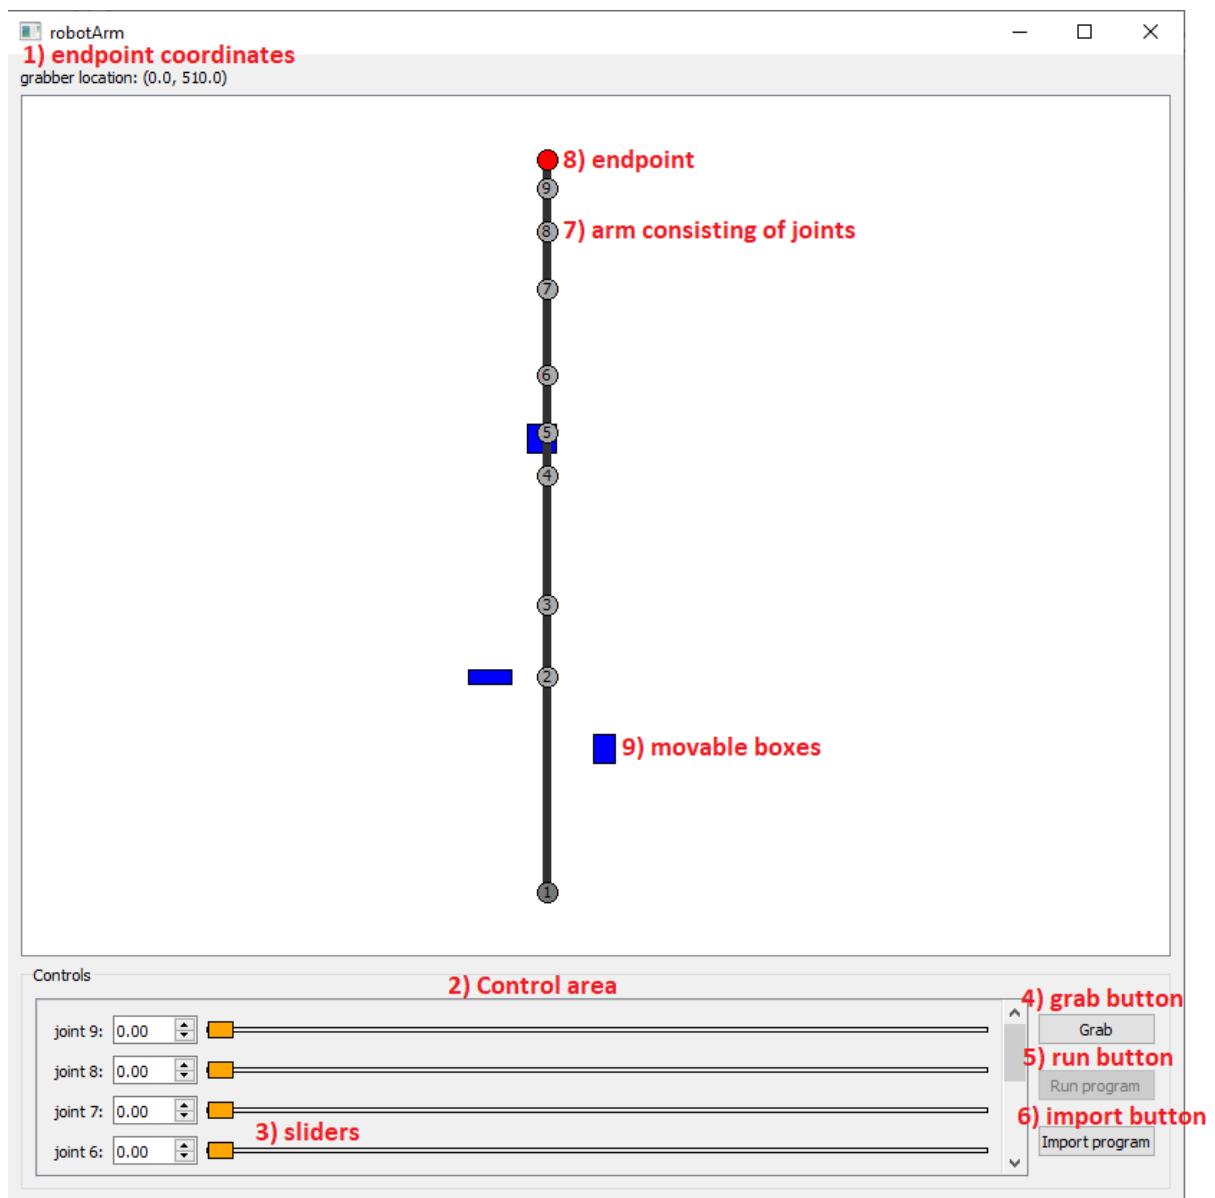 robotArm
1) endpoint coordinates
grabber location: (0.0, 510.0)
8) endpoint
9
8
7) arm consisting of joints
7
6
5
4
3
2
9) movable boxes
1
Controls
2) Control area
4) grab button
joint 9: 0.00
Grab
5) run button
joint 8: 0.00
Run program
joint 7: 0.00
6) import button
3) sliders
Import program
joint 6: 0.00